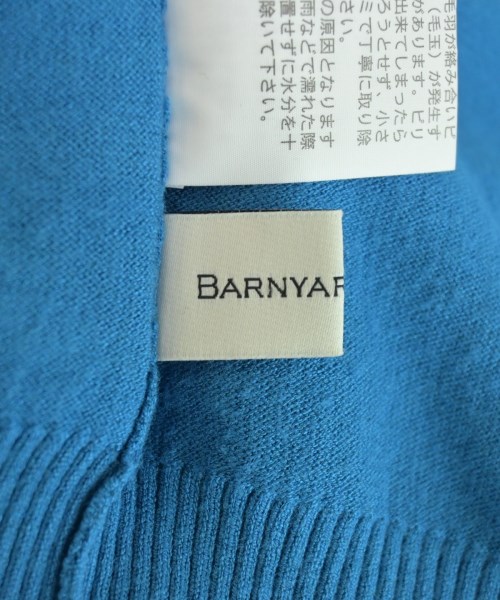 毛羽が絡み合いピ
（毛玉）が発生す
があります。ピリ
出来てしまったら
ろうとせず、小さ
ミで丁寧に取り除
さい。
の原因となります
雨などで濡れた際
置せずに水分を十
除いて下さい。
BARNYAR